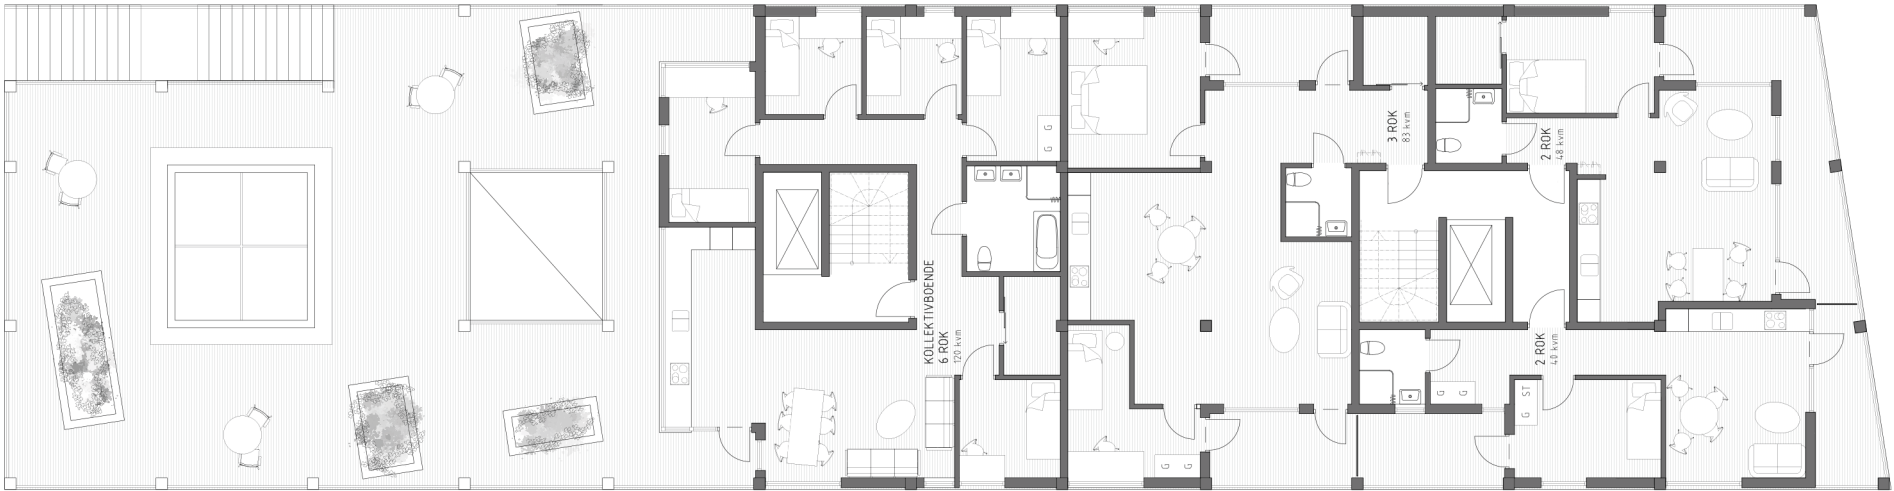 KOLLEKTIVBOENDE
6 ROK
120 kvm
3 ROK
83 kvm
2 ROK
48 kvm
2 ROK
40 kvm
G
G
G
G
G
G
G
ST